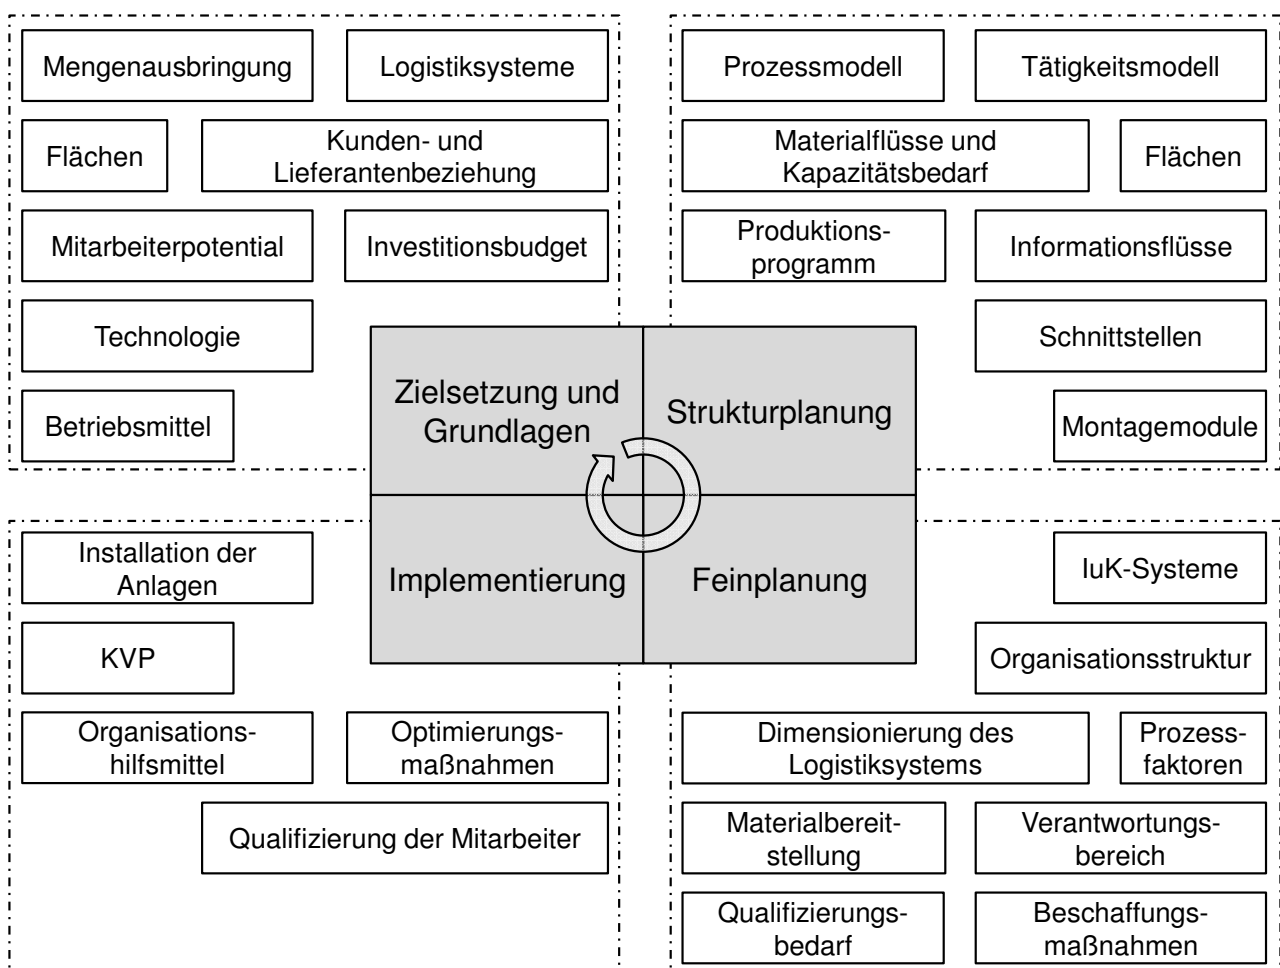 Mengenausbringung
Logistiksysteme
Flächen
Kunden- und
Lieferantenbeziehung
Mitarbeiterpotential
Investitionsbudget
Technologie
Betriebsmittel
Prozessmodell
Tätigkeitsmodell
Materialflüsse und
Kapazitätsbedarf
Flächen
Produktions-
programm
Informationsflüsse
Schnittstellen
Montagemodule
Zielsetzung und
Grundlagen
Strukturplanung
Implementierung
Feinplanung
Installation der
Anlagen
KVP
Organisations-
hilfsmittel
Optimierungs-
maßnahmen
Qualifizierung der Mitarbeiter
IuK-Systeme
Organisationsstruktur
Dimensionierung des
Logistiksystems
Prozess-
faktoren
Materialbereit-
stellung
Verantwortungs-
bereich
Qualifizierungs-
bedarf
Beschaffungs-
maßnahmen